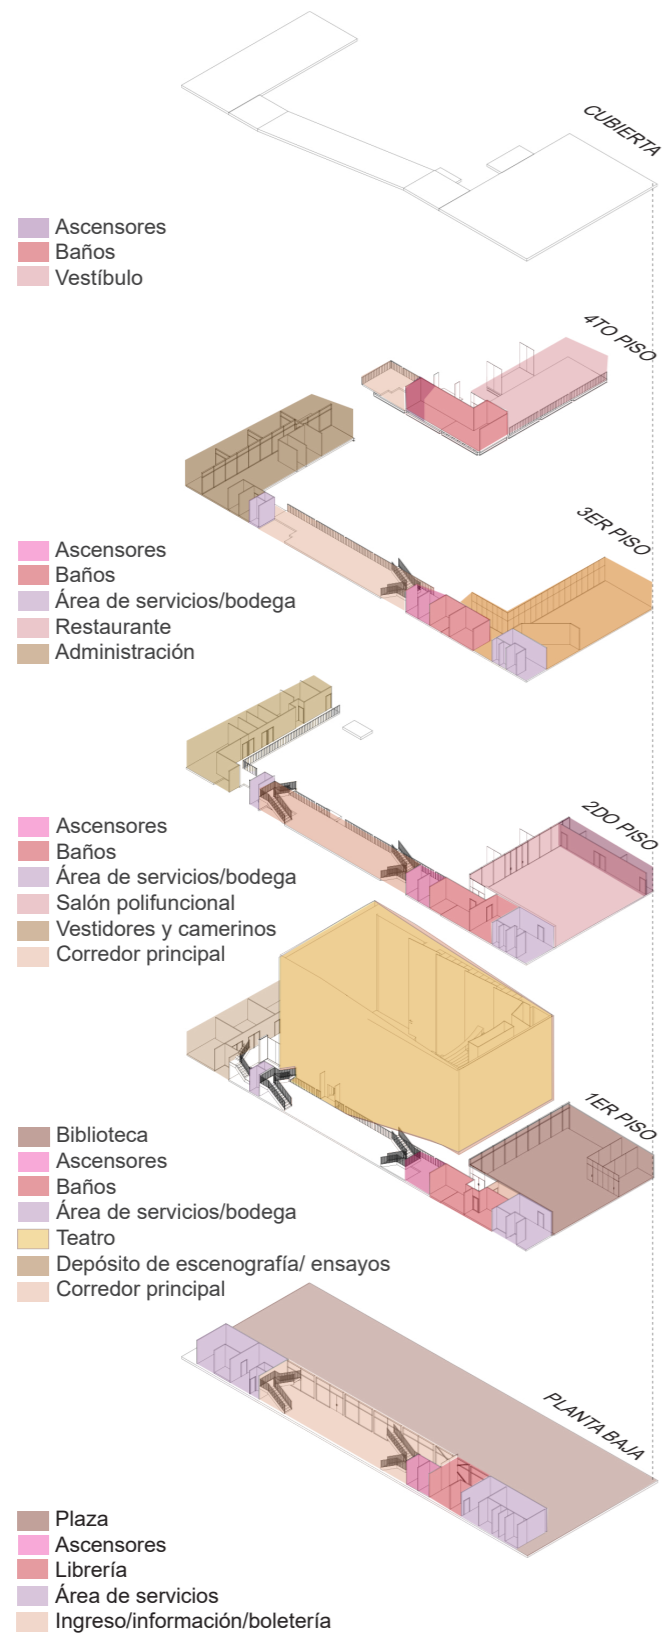 CUBIERTA
Ascensores
Baños
Vestíbulo
4TO PISO
3ER PISO
Ascensores
Baños
Área de servicios/bodega
Restaurante
Administración
2DO PISO
Ascensores
Baños
Área de servicios/bodega
Salón polifuncional
Vestidores y camerinos
Corredor principal
1ER PISO
Biblioteca
Ascensores
Baños
Área de servicios/bodega
Teatro
Depósito de escenografía/ ensayos
Corredor principal
PLANTA BAJA
Plaza
Ascensores
Librería
Área de servicios
Ingreso/información/boletería